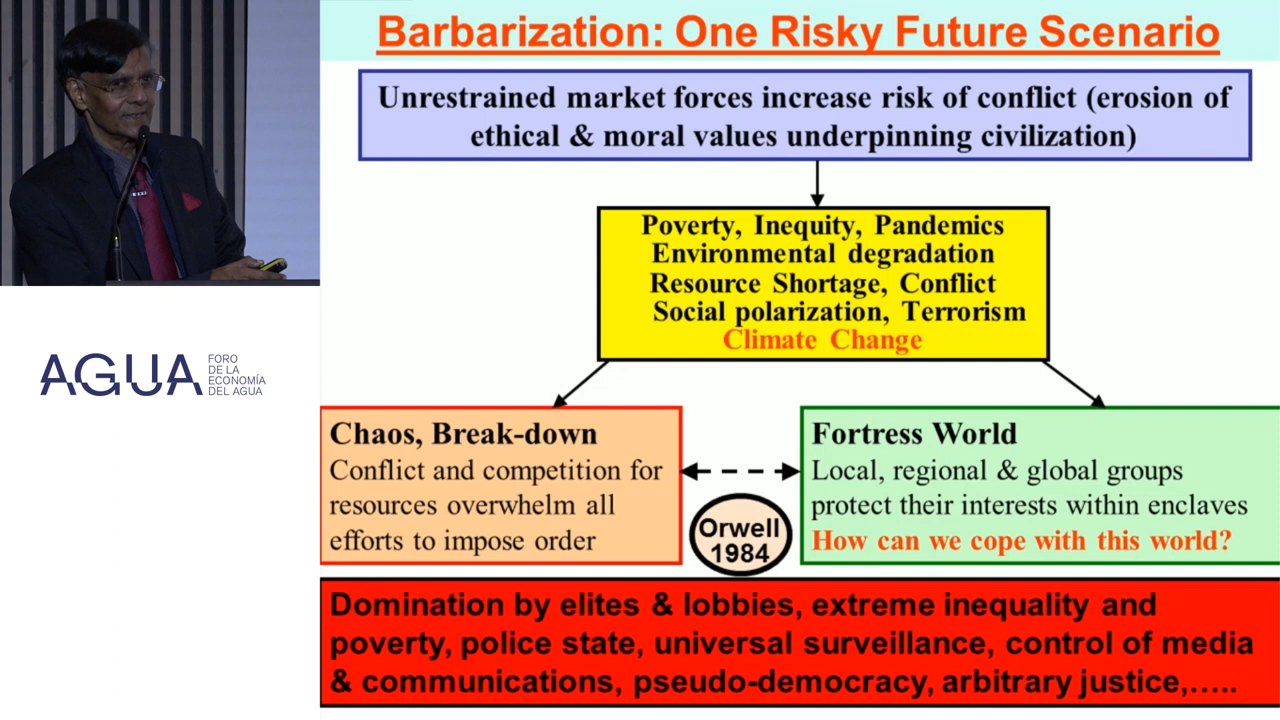 Barbarization: One Risky Future Scenario
Unrestrained market forces increase risk of conflict (erosion of
ethical & moral values underpinning civilization)
Poverty, Inequity, Pandemics
Environmental degradation
Resource Shortage, Conflict
Social polarization, Terrorism
Climate Change
Chaos, Break-down
Conflict and competition for
resources overwhelm all
efforts to impose order
Orwell
1984
Fortress World
Local, regional & global groups
protect their interests within enclaves
How can we cope with this world?
Domination by elites & lobbies, extreme inequality and
poverty, police state, universal surveillance, control of media
& communications, pseudo-democracy, arbitrary justice,.....
AGUA
FORO
DE LA
ECONOMÍA
DEL AGUA